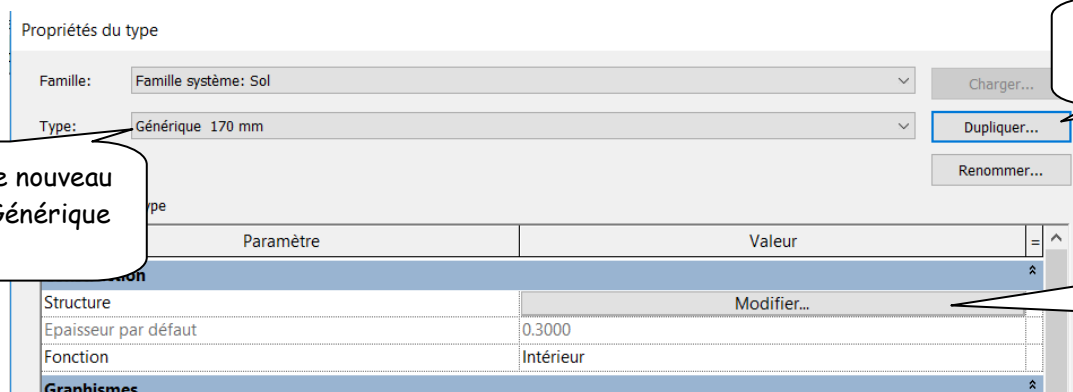 Propriétés du type
Famille: Famille système: Sol Charger...
Type: Générique 170 mm Dupliquer...
Renommer...
nouveau
Générique
Paramètre Valeur =
Structure Modifier...
Epaisseur par défaut 0.3000
Fonction Intérieur
Graphismes